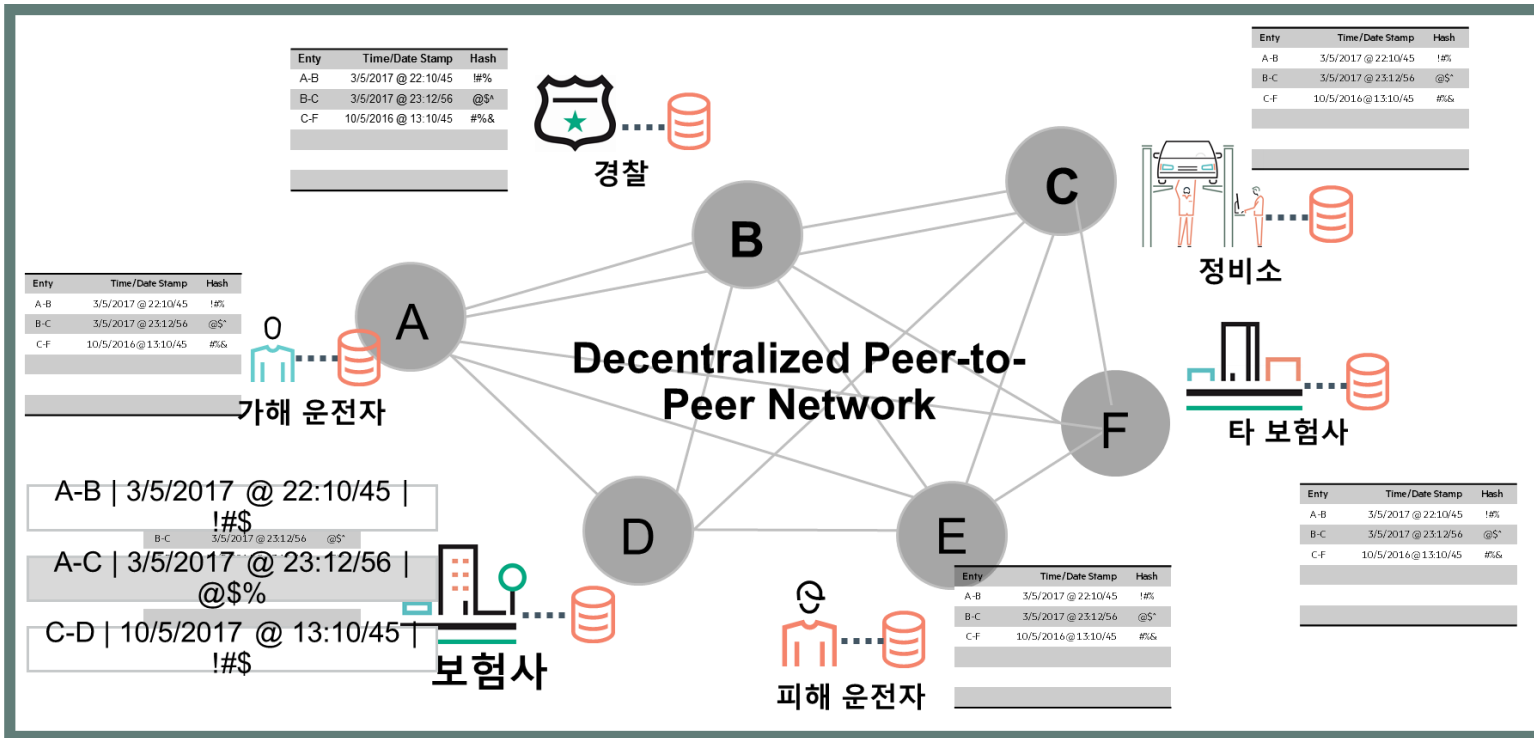 Enty Time/Date Stamp Hash
A-B 3/5/2017 @ 22:10/45 !#%
B-C 3/5/2017 @ 23:12/56 @$^
C-F 10/5/2016 @ 13:10/45 #%&
경찰
Enty Time/Date Stamp Hash
A-B 3/5/2017 @ 22:10/45 !#%
B-C 3/5/2017 @ 23:12/56 @$^
C-F 10/5/2016@13:10/45 #%&
정비소
C
B
Enty Time/Date Stamp Hash
A-B 3/5/2017 @ 22:10/45 !#%
B-C 3/5/2017 @ 23:12/56 @$^
C-F 10/5/2016@13:10/45 #%&
가해 운전자
A
Decentralized Peer-to-
Peer Network
F
타 보험사
Enty Time/Date Stamp Hash
A-B 3/5/2017 @ 22:10/45 !#%
B-C 3/5/2017 @ 23:12/56 @$^
C-F 10/5/2016@13:10/45 #%&
A-B | 3/5/2017 @ 22:10/45 |
!#$
B-C 3/5/2017 @ 23:12/56 @$^
A-C | 3/5/2017 @ 23:12/56 |
@$%
C-D | 10/5/2017 @ 13:10/45 |
!#$
보험사
D
E
Enty Time/Date Stamp Hash
A-B 3/5/2017 @ 22:10/45 !#%
B-C 3/5/2017 @ 23:12/56 @$^
C-F 10/5/2016@13:10/45 #%&
피해 운전자